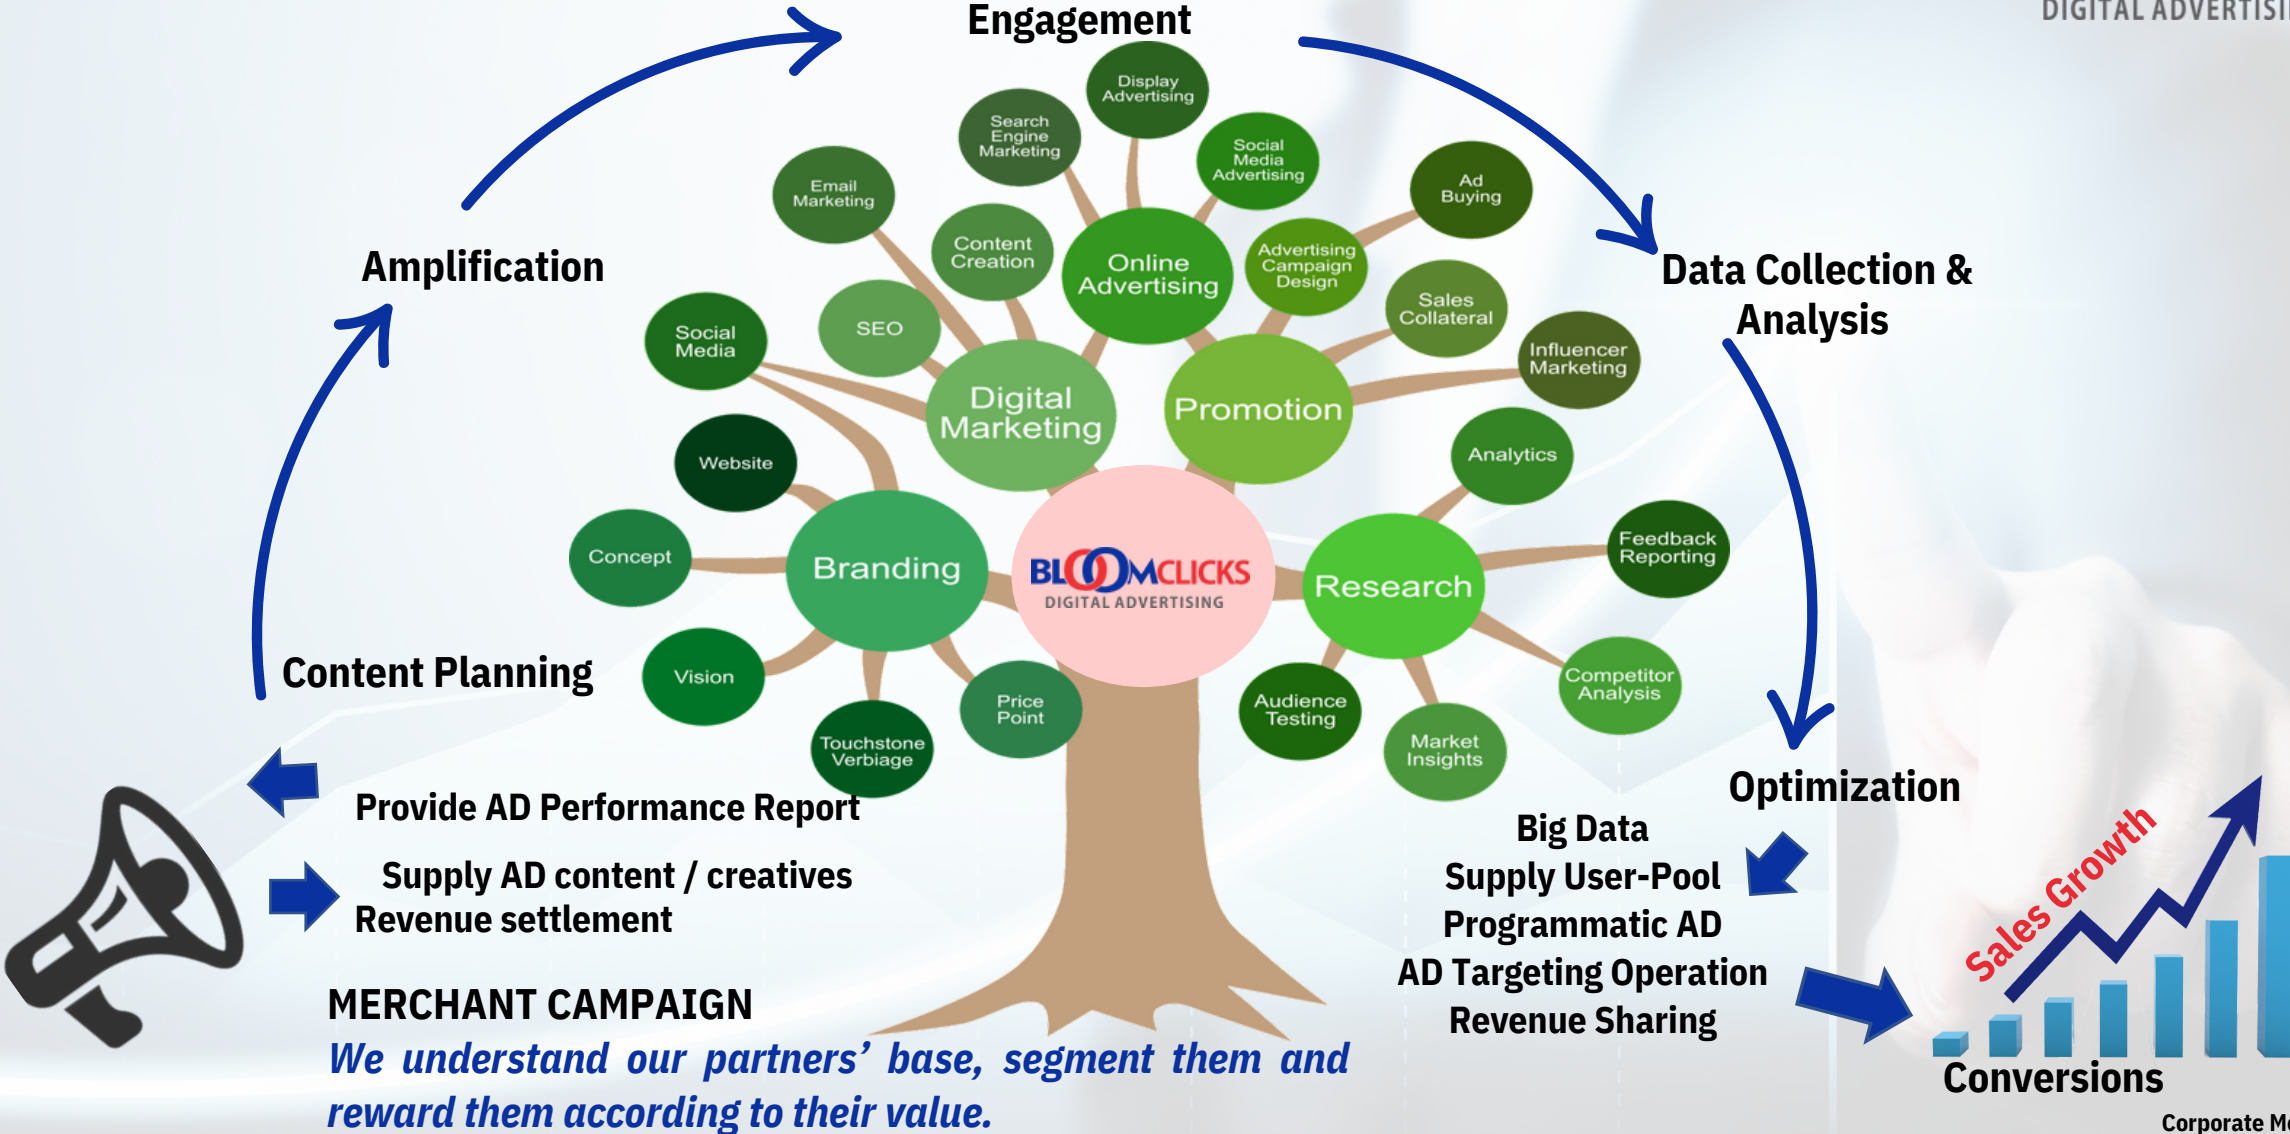 Engagement
DIGITAL ADVERTISI
Display
Advertising
Search
Engine
Marketing
Social
Media
Advertising
Email
Marketing
Ad
Buying
Content
Creation
Online
Advertising
Advertising
Campaign
Design
Amplification
Data Collection &
Analysis
Social
Media
SEO
Sales
Collateral
Influencer
Marketing
Digital
Marketing
Promotion
Website
Analytics
Concept
Branding
BLOOMCLICKS
DIGITAL ADVERTISING
Research
Feedback
Reporting
Content Planning
Vision
Price
Point
Touchstone
Verbiage
Audience
Testing
Market
Insights
Competitor
Analysis
Provide AD Performance Report
Supply AD content / creatives
Revenue settlement
Optimization
Big Data
Supply User-Pool
Programmatic AD
AD Targeting Operation
Revenue Sharing
Sales Growth
Conversions
MERCHANT CAMPAIGN
We understand our partners’ base, segment them and
reward them according to their value.
Corporate Me